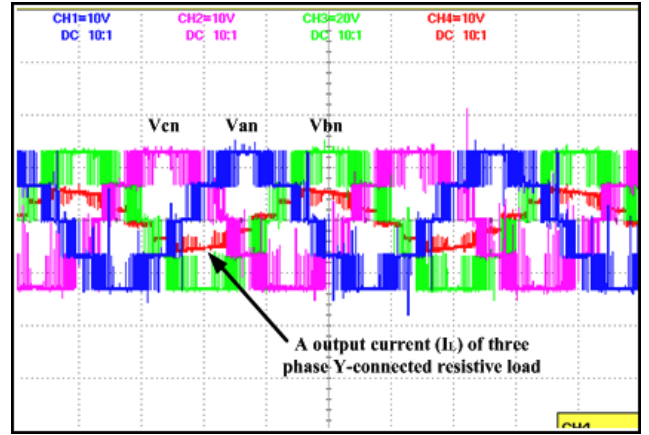 CH1=10V CH2=10V CH3=20V CH4=10V
DC 10:1 DC 10:1 DC 10:1 DC 10:1
Vcn Van Vbn
A output current (IL) of three
phase Y-connected resistive load
CH4